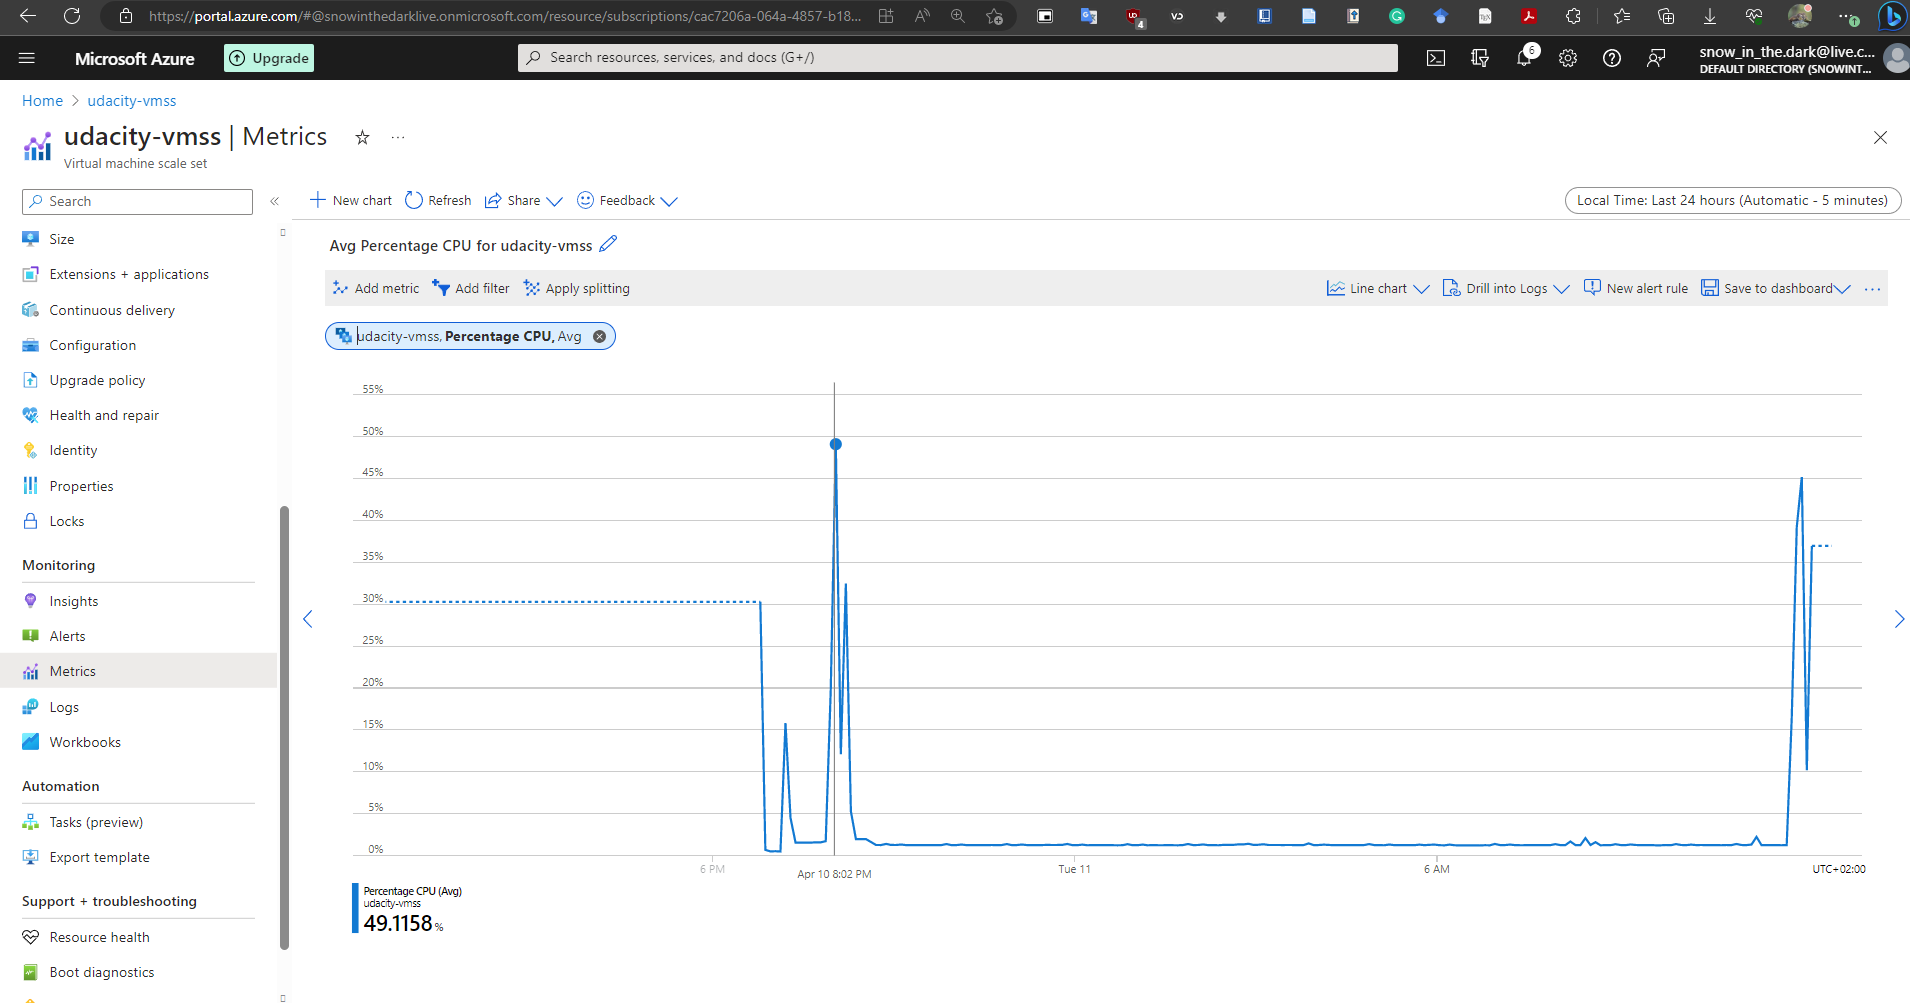 https://portal.azure.com/#@snowinthedarklive.onmicrosoft.com/resource/subscriptions/cac7206a-064a-4857-b18...
4
1
Microsoft Azure
Upgrade
Search resources, services, and docs (G+/)
6
snow_in_the.dark@live.c...
DEFAULT DIRECTORY (SNOWINT...
Home > udacity-vmss
udacity-vmss | Metrics
Virtual machine scale set
Search
«
Size
Extensions + applications
Continuous delivery
Configuration
Upgrade policy
Health and repair
Identity
Properties
Locks
Monitoring
Insights
Alerts
Metrics
Logs
Workbooks
Automation
Tasks (preview)
Export template
Support + troubleshooting
Resource health
Boot diagnostics
New chart Refresh Share Feedback
Local Time: Last 24 hours (Automatic - 5 minutes)
Avg Percentage CPU for udacity-vmss
Add metric Add filter Apply splitting
Line chart Drill into Logs New alert rule Save to dashboard
udacity-vmss, Percentage CPU, Avg
55%
50%
45%
40%
35%
30%
25%
20%
15%
10%
5%
0%
6 PM Apr 10 8:02 PM Tue 11 6 AM UTC+02:00
Percentage CPU (Avg)
udacity-vmss
49.1158 %